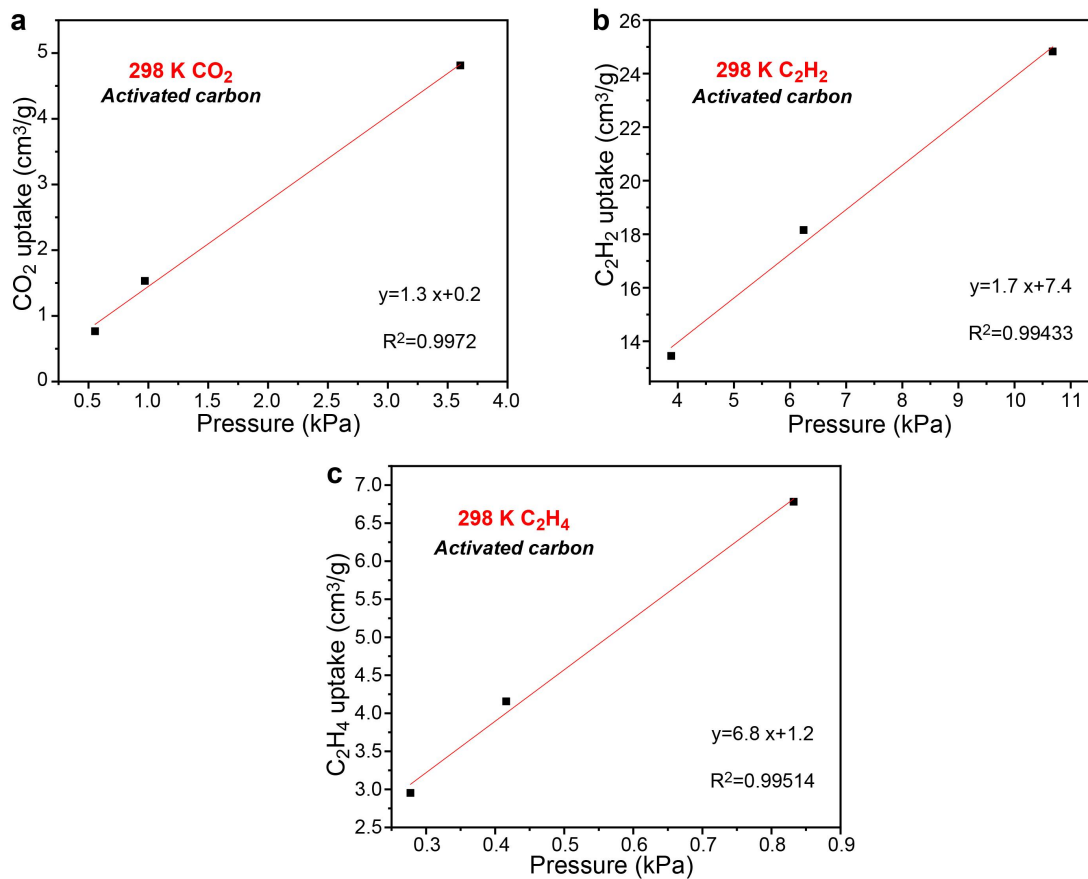 a
298 K CO₂
Activated carbon
CO₂ uptake (cm³/g)
5
4
3
2
1
0
y=1.3 x+0.2
R²=0.9972
0.5 1.0 1.5 2.0 2.5 3.0 3.5 4.0
Pressure (kPa)
b
298 K C₂H₂
Activated carbon
C₂H₂ uptake (cm³/g)
26
24
22
20
18
16
14
y=1.7 x+7.4
R²=0.99433
4 5 6 7 8 9 10 11
Pressure (kPa)
c
298 K C₂H₄
Activated carbon
C₂H₄ uptake (cm³/g)
7.0
6.5
6.0
5.5
5.0
4.5
4.0
3.5
3.0
2.5
y=6.8 x+1.2
R²=0.99514
0.3 0.4 0.5 0.6 0.7 0.8 0.9
Pressure (kPa)